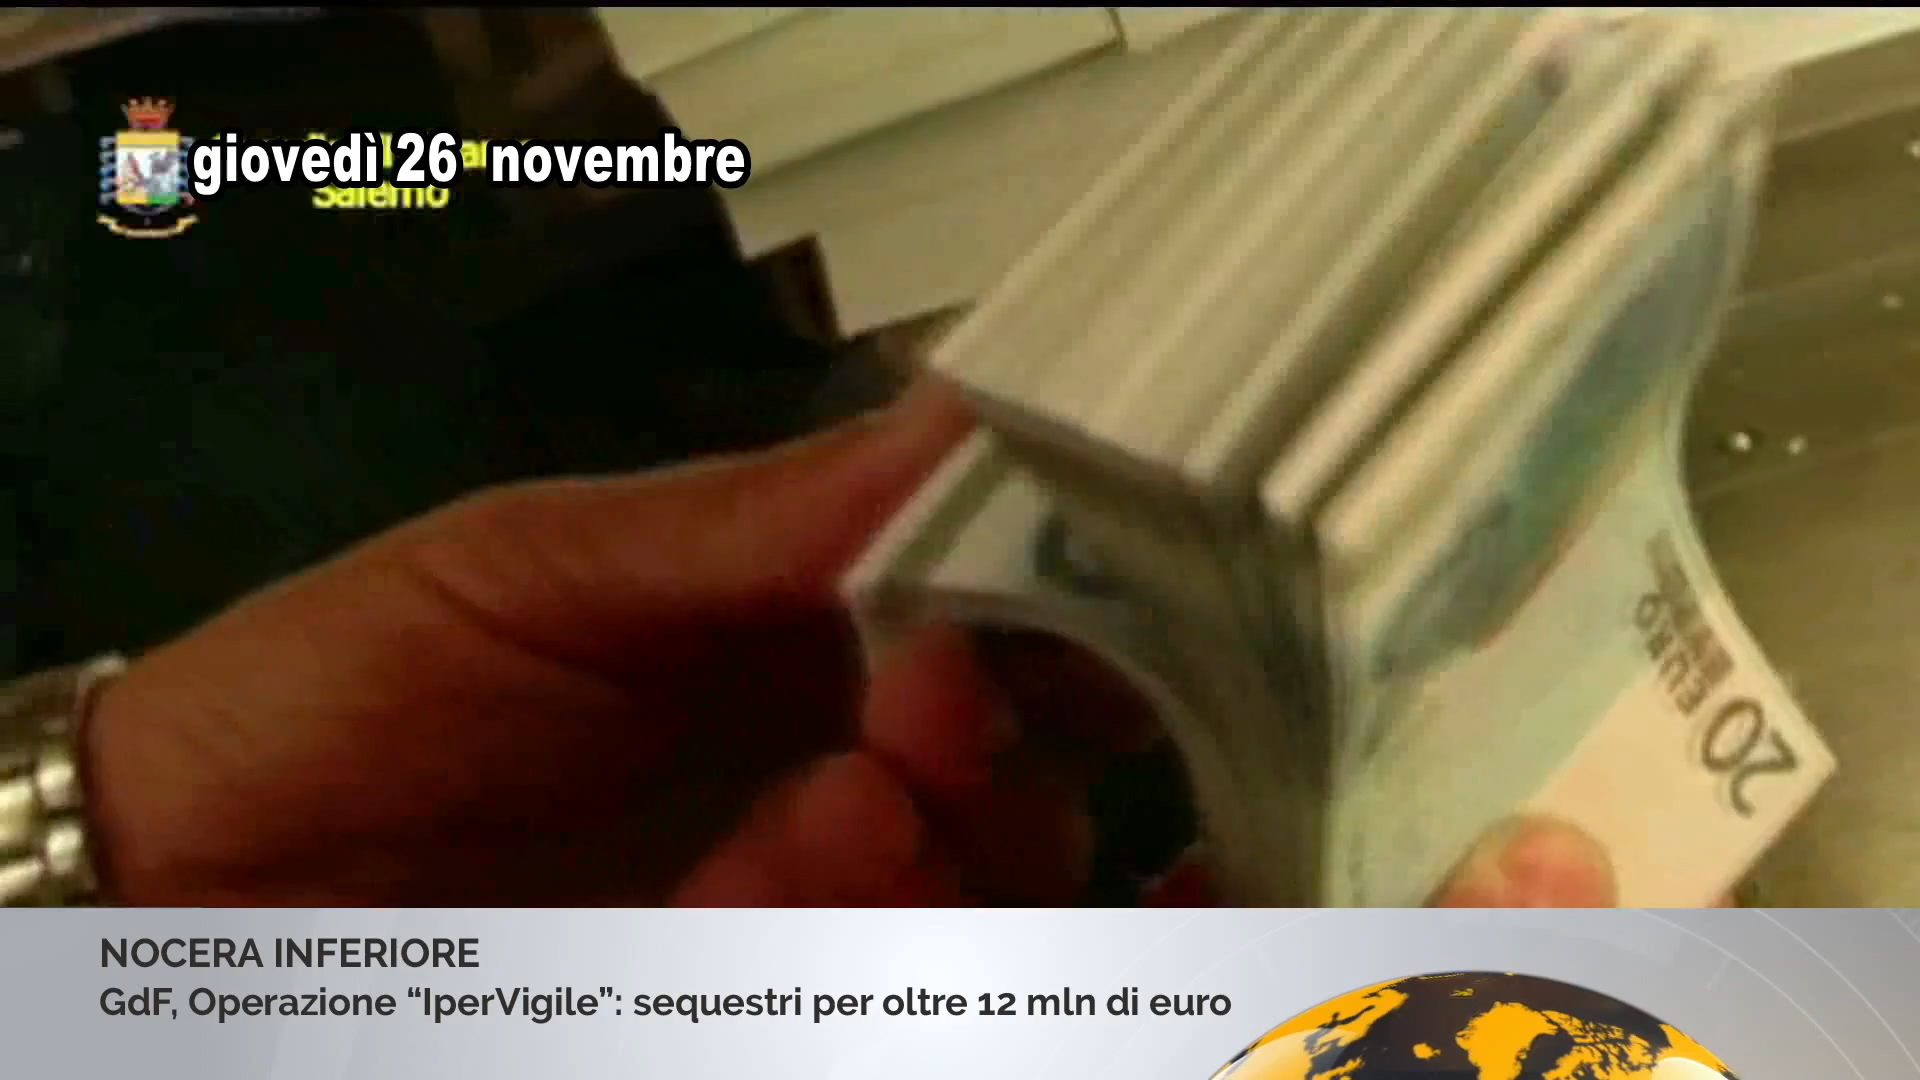 giovedì 26 novembre
Salerno
20 EURO
NOCERA INFERIORE
GdF, Operazione “IperVigile”: sequestri per oltre 12 mln di euro